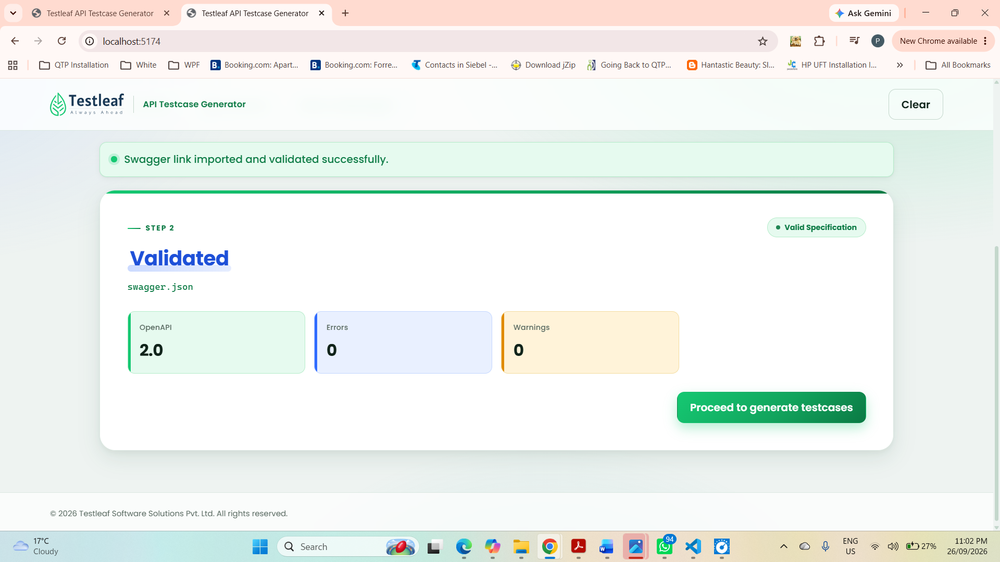 Testleaf API Testcase Generator
Testleaf API Testcase Generator
Ask Gemini
localhost:5174
P
New Chrome available
QTP Installation
White
WPF
B.
Booking.com: Apart...
B.
Booking.com: Forre...
Contacts in Siebel -...
Download jZip
Going Back to QTP...
Hantastic Beauty: SI...
HP UFT Installation I...
All Bookmarks
Testleaf
Always Ahead
API Testcase Generator
Clear
Swagger link imported and validated successfully.
STEP 2
Valid Specification
Validated
swagger.json
OpenAPI
2.0
Errors
0
Warnings
0
Proceed to generate testcases
© 2026 Testleaf Software Solutions Pvt. Ltd. All rights reserved.
17°C
Cloudy
Search
94
ENG
US
27%
11:02 PM
26/09/2026